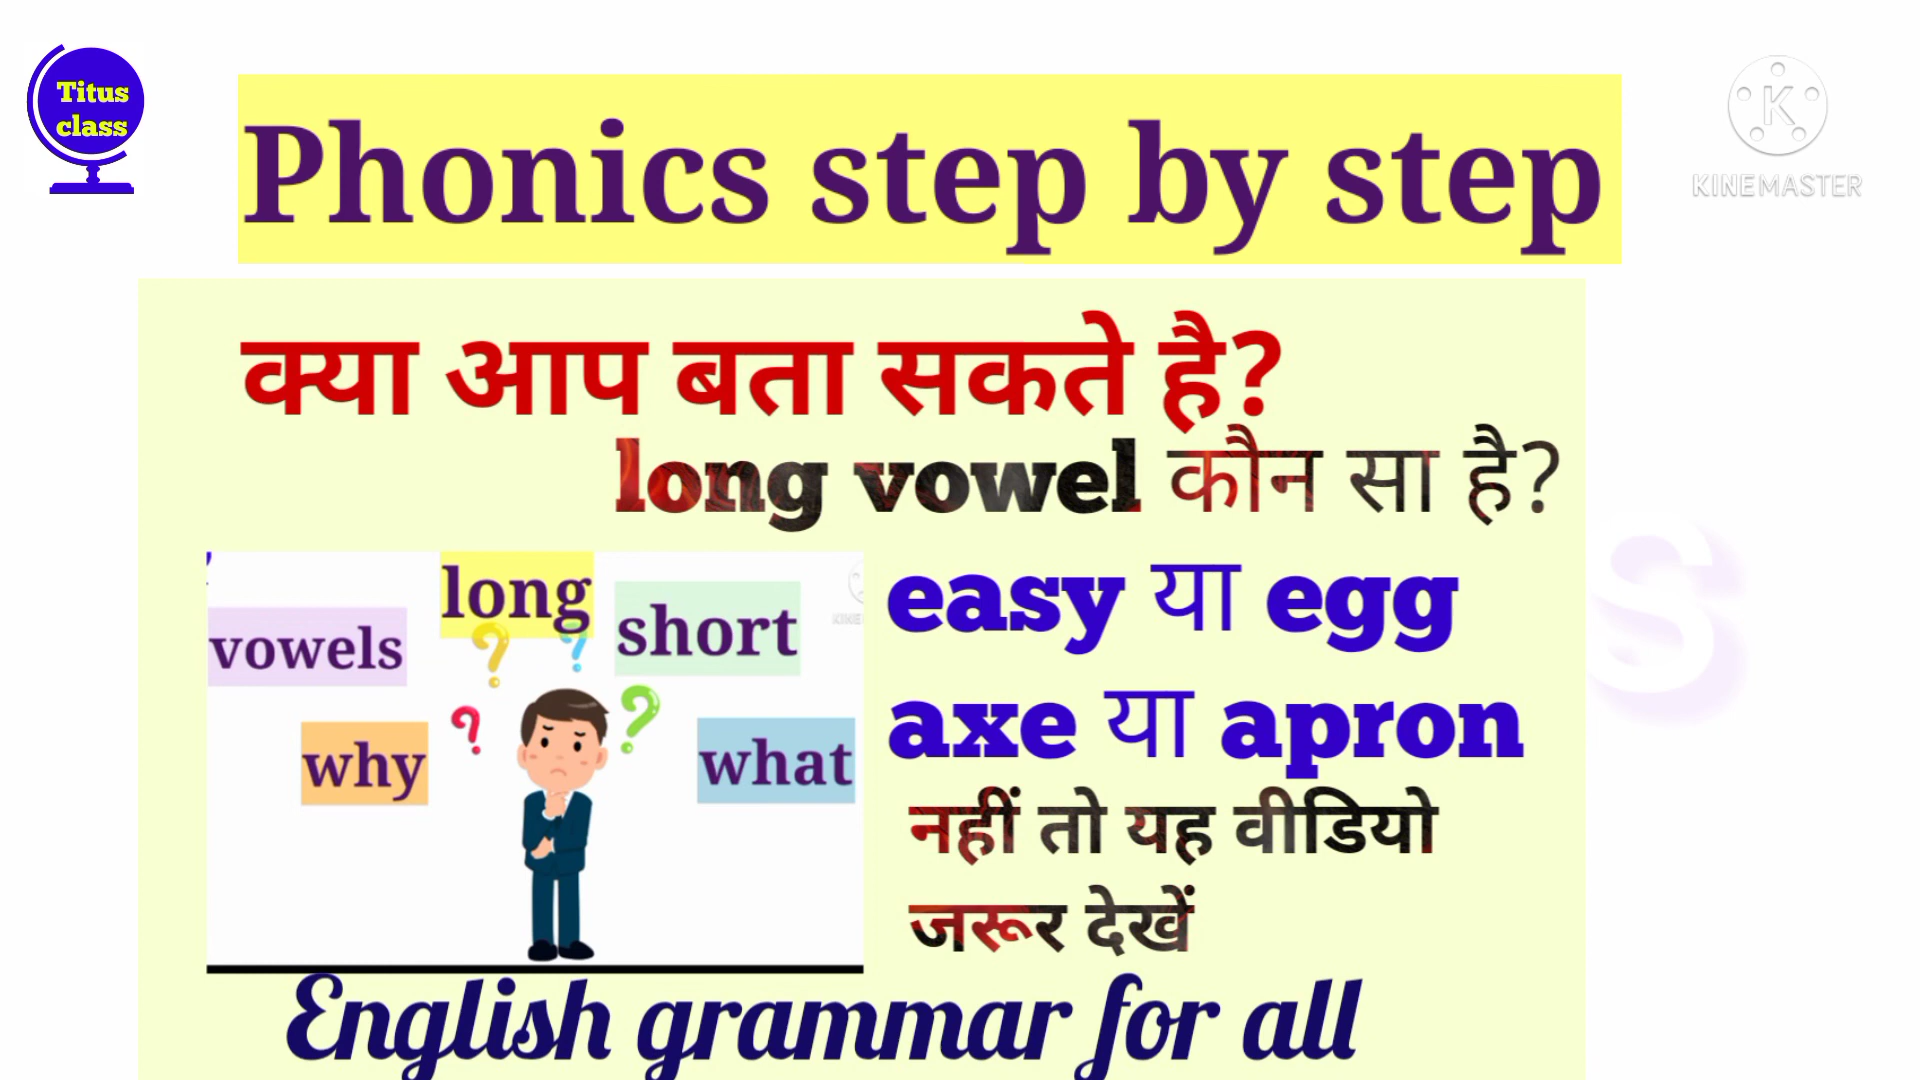 Titus
class
Phonics step by step
KINEMASTER
क्या आप बता सकते है?
long vowel कौन सा है?
vowels
long
short
easy या egg
axe या apron
why
what
नहीं तो यह वीडियो
जरूर देखें
English grammar for all
S